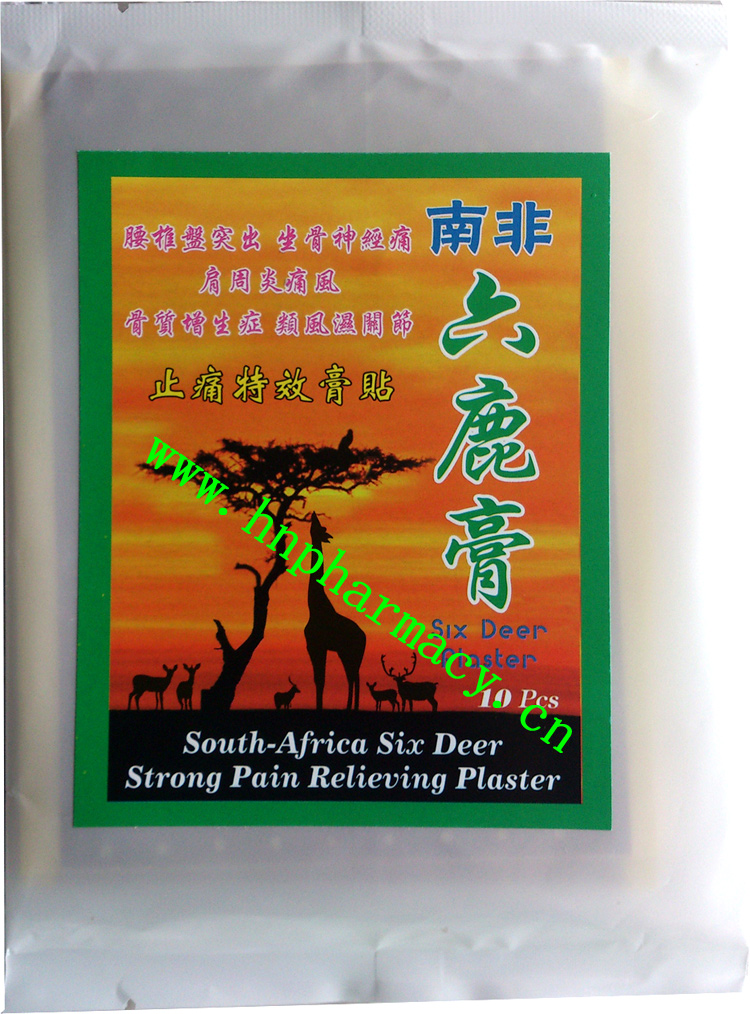 腰椎盤突出 坐骨神經痛
肩周炎痛風
骨質增生症 類風濕關節
止痛特效膏貼
南非
六鹿膏
www.hnpharmacy.cn
Six Deer
Plaster
10 Pcs
South-Africa Six Deer
Strong Pain Relieving Plaster